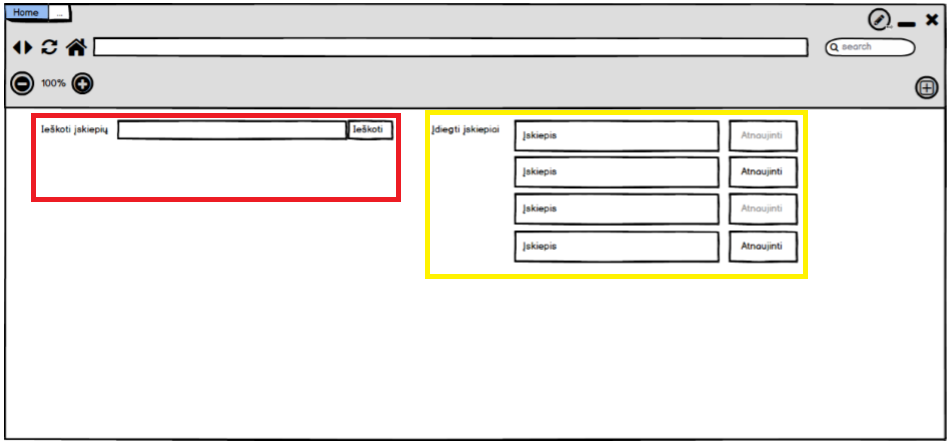 Home ...
search
100%
Ieškoti įskiepių Ieškoti
Įdiegti įskiepiai
Įskiepis Atnaujinti
Įskiepis Atnaujinti
Įskiepis Atnaujinti
Įskiepis Atnaujinti